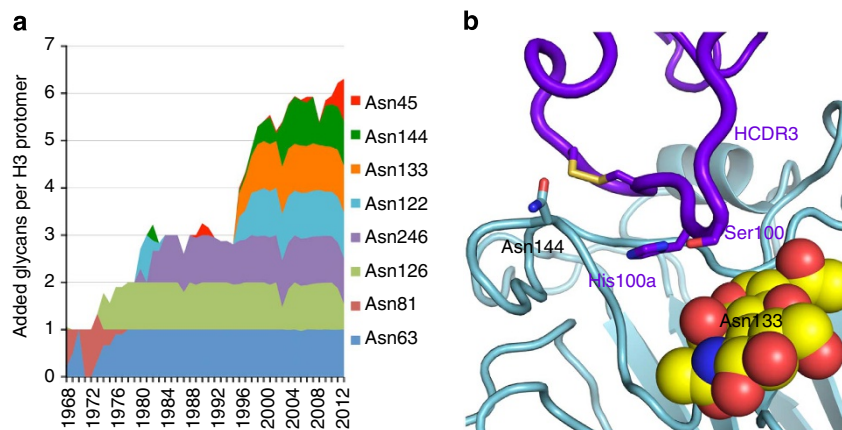 a
Added glycans per H3 protomer
7
6
5
4
3
2
1
0
1968
1972
1976
1980
1984
1988
1992
1996
2000
2004
2008
2012
Asn45
Asn144
Asn133
Asn122
Asn246
Asn126
Asn81
Asn63
b
HCDR3
Asn144
Ser100
His100a
Asn133